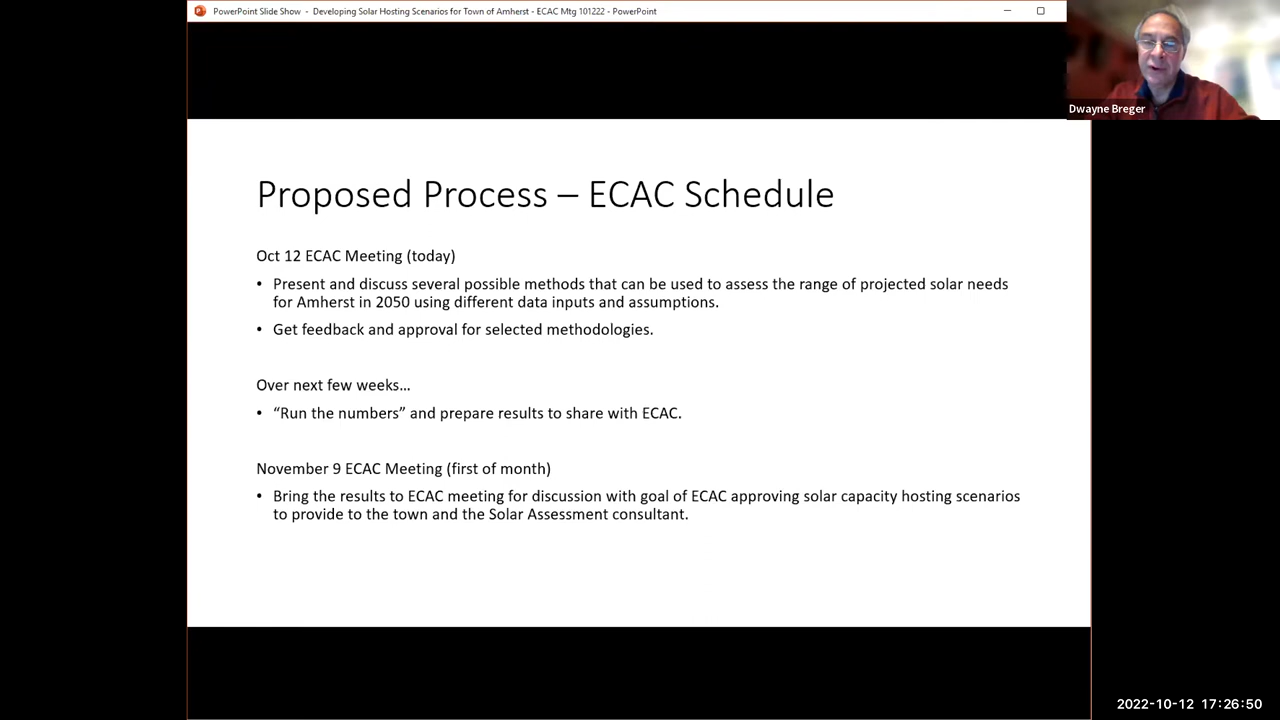 PowerPoint Slide Show - Developing Solar Hosting Scenarios for Town of Amherst - ECAC Mtg 101222 - PowerPoint
Dwayne Breger
Proposed Process – ECAC Schedule
Oct 12 ECAC Meeting (today)
• Present and discuss several possible methods that can be used to assess the range of projected solar needs
for Amherst in 2050 using different data inputs and assumptions.
• Get feedback and approval for selected methodologies.
Over next few weeks…
• “Run the numbers” and prepare results to share with ECAC.
November 9 ECAC Meeting (first of month)
• Bring the results to ECAC meeting for discussion with goal of ECAC approving solar capacity hosting scenarios
to provide to the town and the Solar Assessment consultant.
2022-10-12 17:26:50